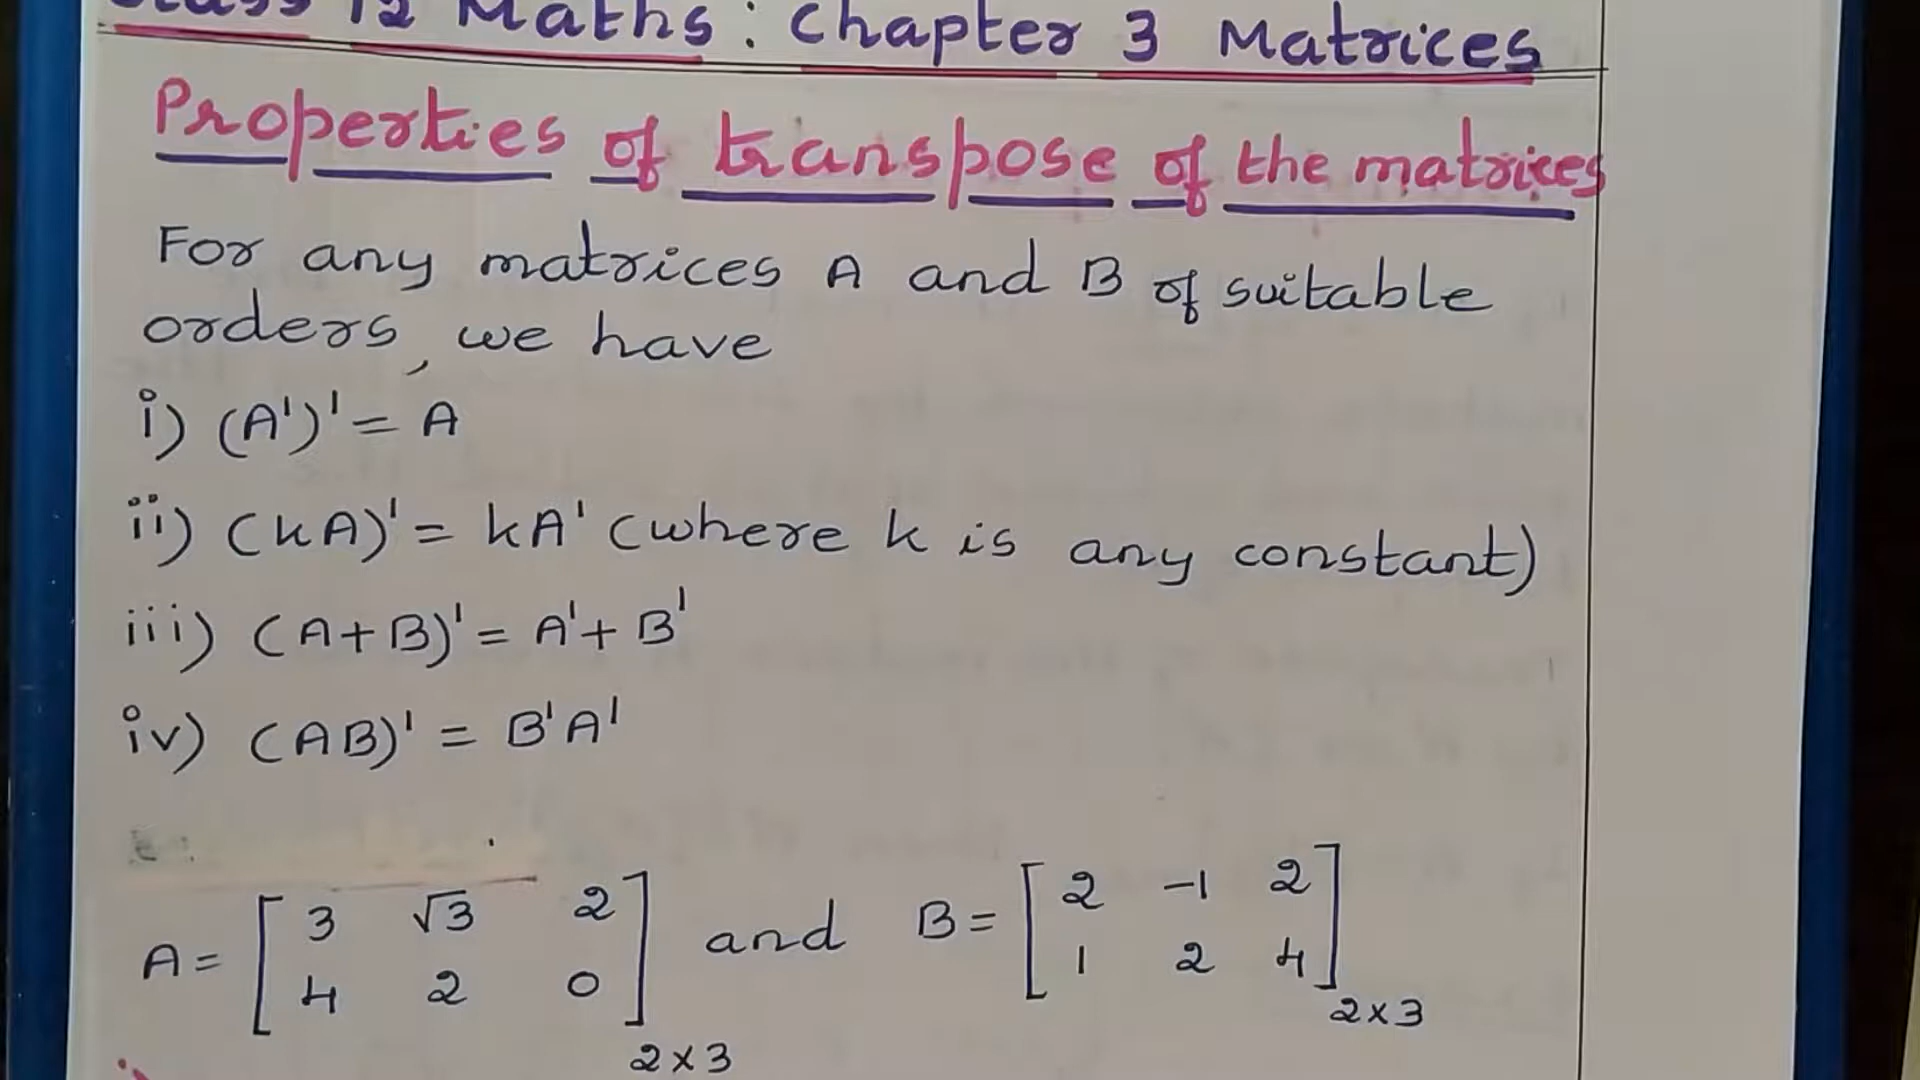 Class 12 Maths: Chapter 3 Matrices
Properties of transpose of the matrices
For any matrices A and B of suitable
orders, we have
i) (A')' = A
ii) (kA)' = kA' (where k is any constant)
iii) (A+B)' = A'+B'
iv) (AB)' = B'A'
A = [3 √3 2
4 2 0] 2×3 and B = [2 -1 2
1 2 4] 2×3